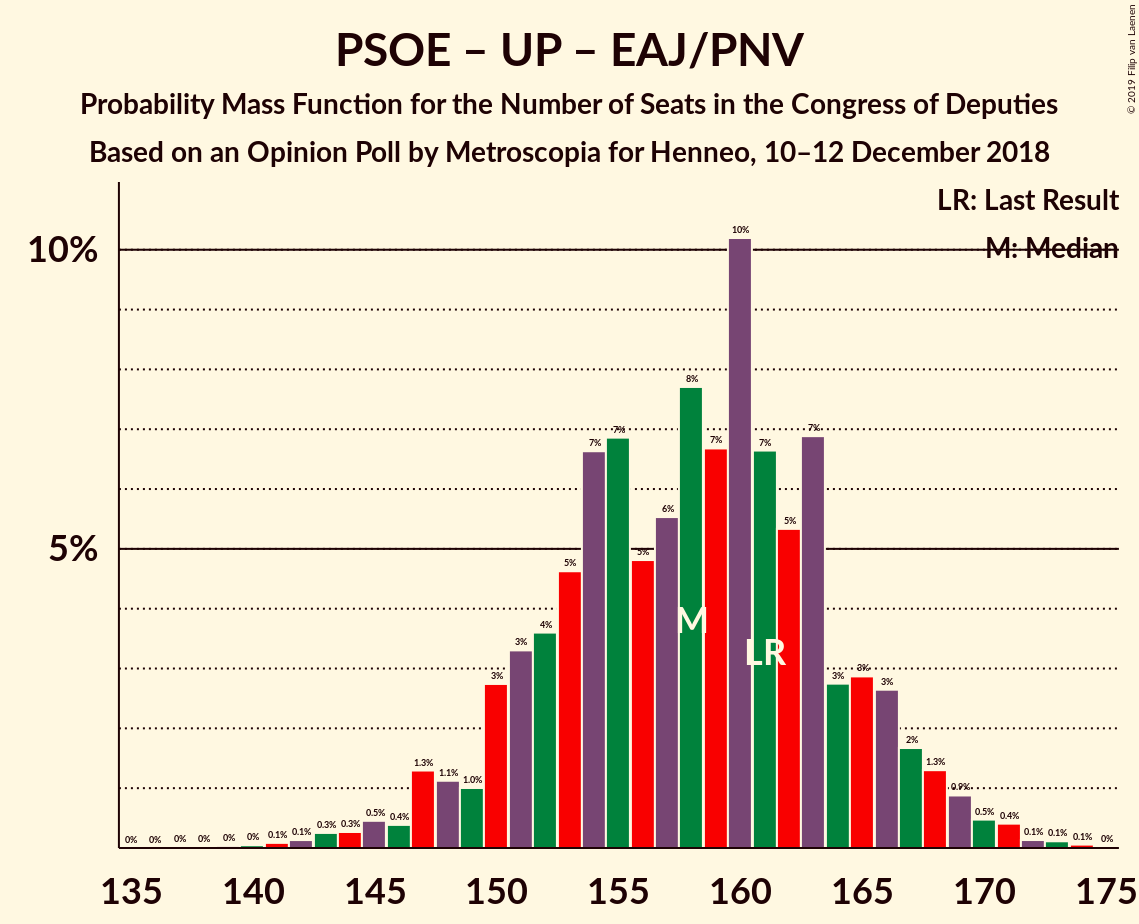 PSOE – UP – EAJ/PNV
Probability Mass Function for the Number of Seats in the Congress of Deputies
Based on an Opinion Poll by Metroscopia for Henneo, 10–12 December 2018
© 2019 Filip van Laenen
LR: Last Result
M: Median
10%
5%
0% 0% 0% 0% 0% 0% 0.1% 0.1% 0.3% 0.3% 0.5% 0.4% 1.3% 1.1% 1.0% 3% 3% 4% 5% 7% 7% 5% 6% 8% 7% 10% 7% 5% 7% 3% 3% 3% 2% 1.3% 0.9% 0.5% 0.4% 0.1% 0.1% 0.1% 0%
M
LR
135 140 145 150 155 160 165 170 175